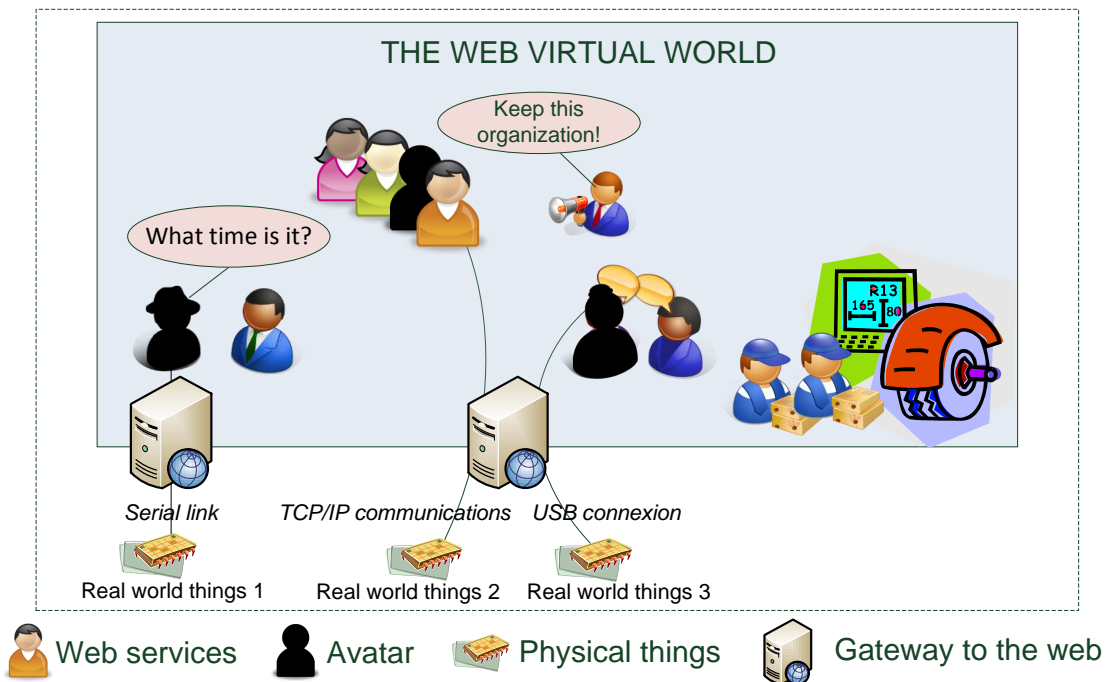 THE WEB VIRTUAL WORLD
Keep this
organization!
What time is it?
R13
165
80
Serial link
TCP/IP communications
USB connexion
Real world things 1
Real world things 2
Real world things 3
Web services
Avatar
Physical things
Gateway to the web